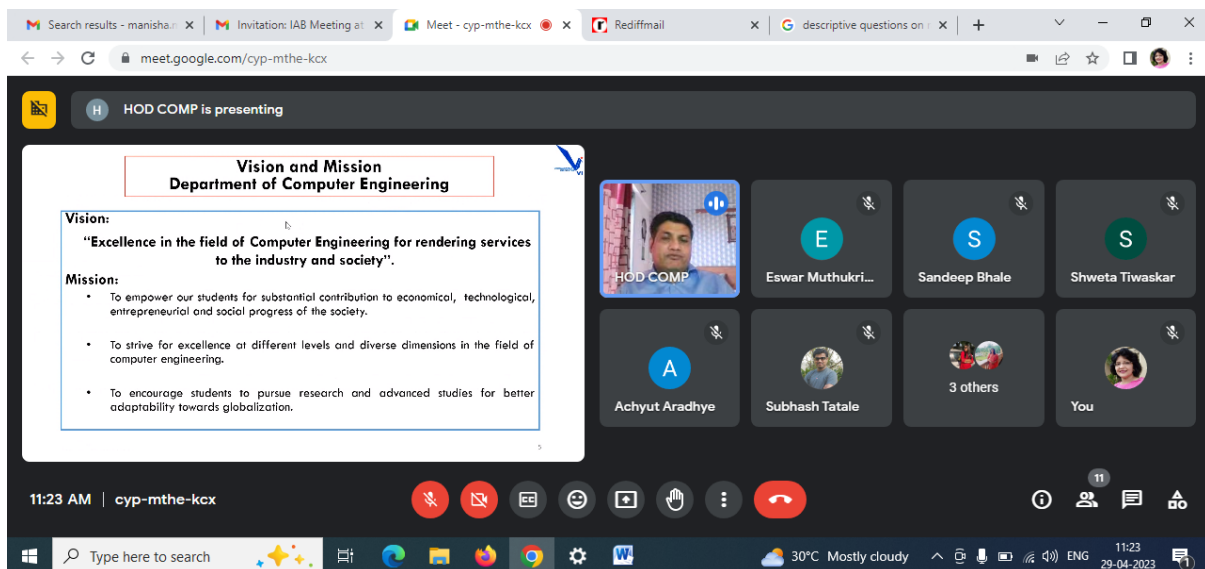 Search results - manisha.r
Invitation: IAB Meeting at
Meet - cyp-mthe-kcx
Rediffmail
descriptive questions on r
meet.google.com/cyp-mthe-kcx
H
HOD COMP is presenting
Vision and Mission
Department of Computer Engineering
Vision:
"Excellence in the field of Computer Engineering for rendering services
to the industry and society".
Mission:
• To empower our students for substantial contribution to economical, technological,
entrepreneurial and social progress of the society.
• To strive for excellence at different levels and diverse dimensions in the field of
computer engineering.
• To encourage students to pursue research and advanced studies for better
adaptability towards globalization.
5
HOD COMP
E
Eswar Muthukri...
S
Sandeep Bhale
S
Shweta Tiwaskar
A
Achyut Aradhye
Subhash Tatale
3 others
You
11:23 AM | cyp-mthe-kcx
11
Type here to search
30°C Mostly cloudy
ENG
11:23
29-04-2023
1